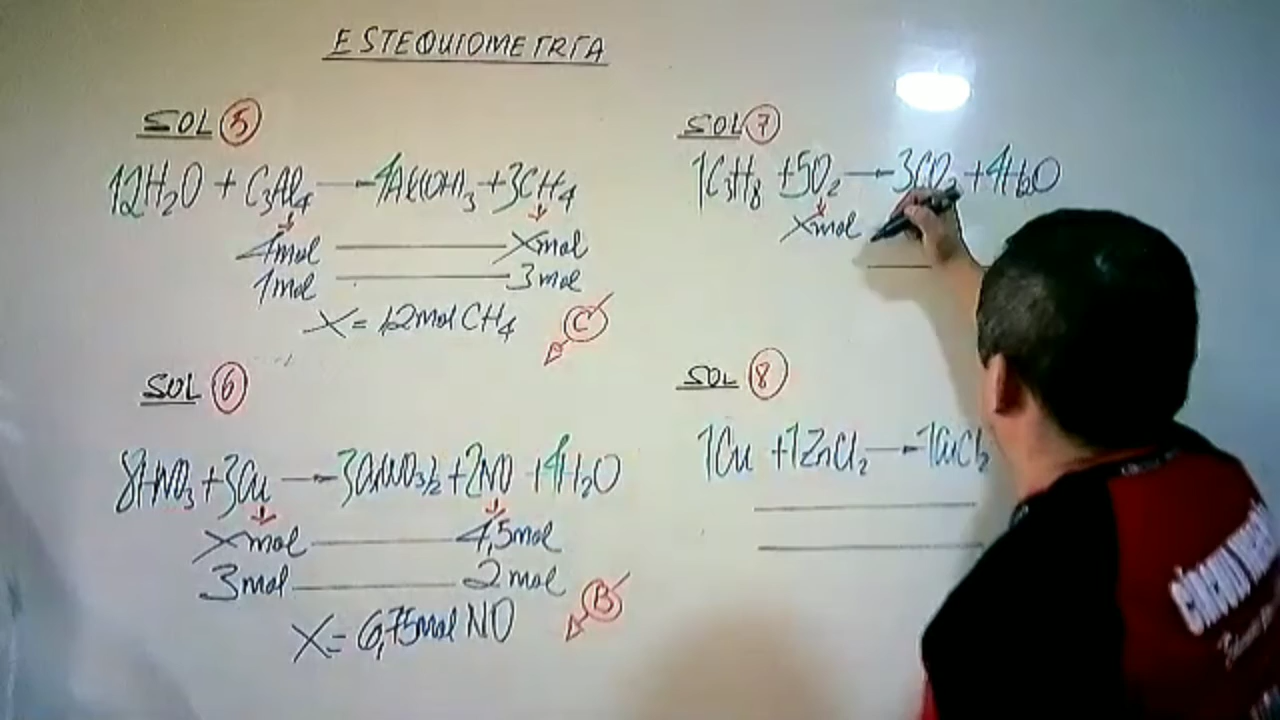 ESTEQUIOMETRIA
SOL 5
12H₂O + C₃Al₄ → 4Al(OH)₃ + 3CH₄
4mol ——— Xmol
1mol ——— 3mol
X = 12mol CH₄
C
SOL 6
8HNO₃ + 3Cu → 3Cu(NO₃)₂ + 2NO + 4H₂O
Xmol ——— 4,5mol
3mol ——— 2mol
X = 6,75mol NO
B
SOL 7
1C₃H₈ + 5O₂ → 3CO₂ + 4H₂O
Xmol
SOL 8
1Cu + 1ZnCl₂ → 1CuCl₂